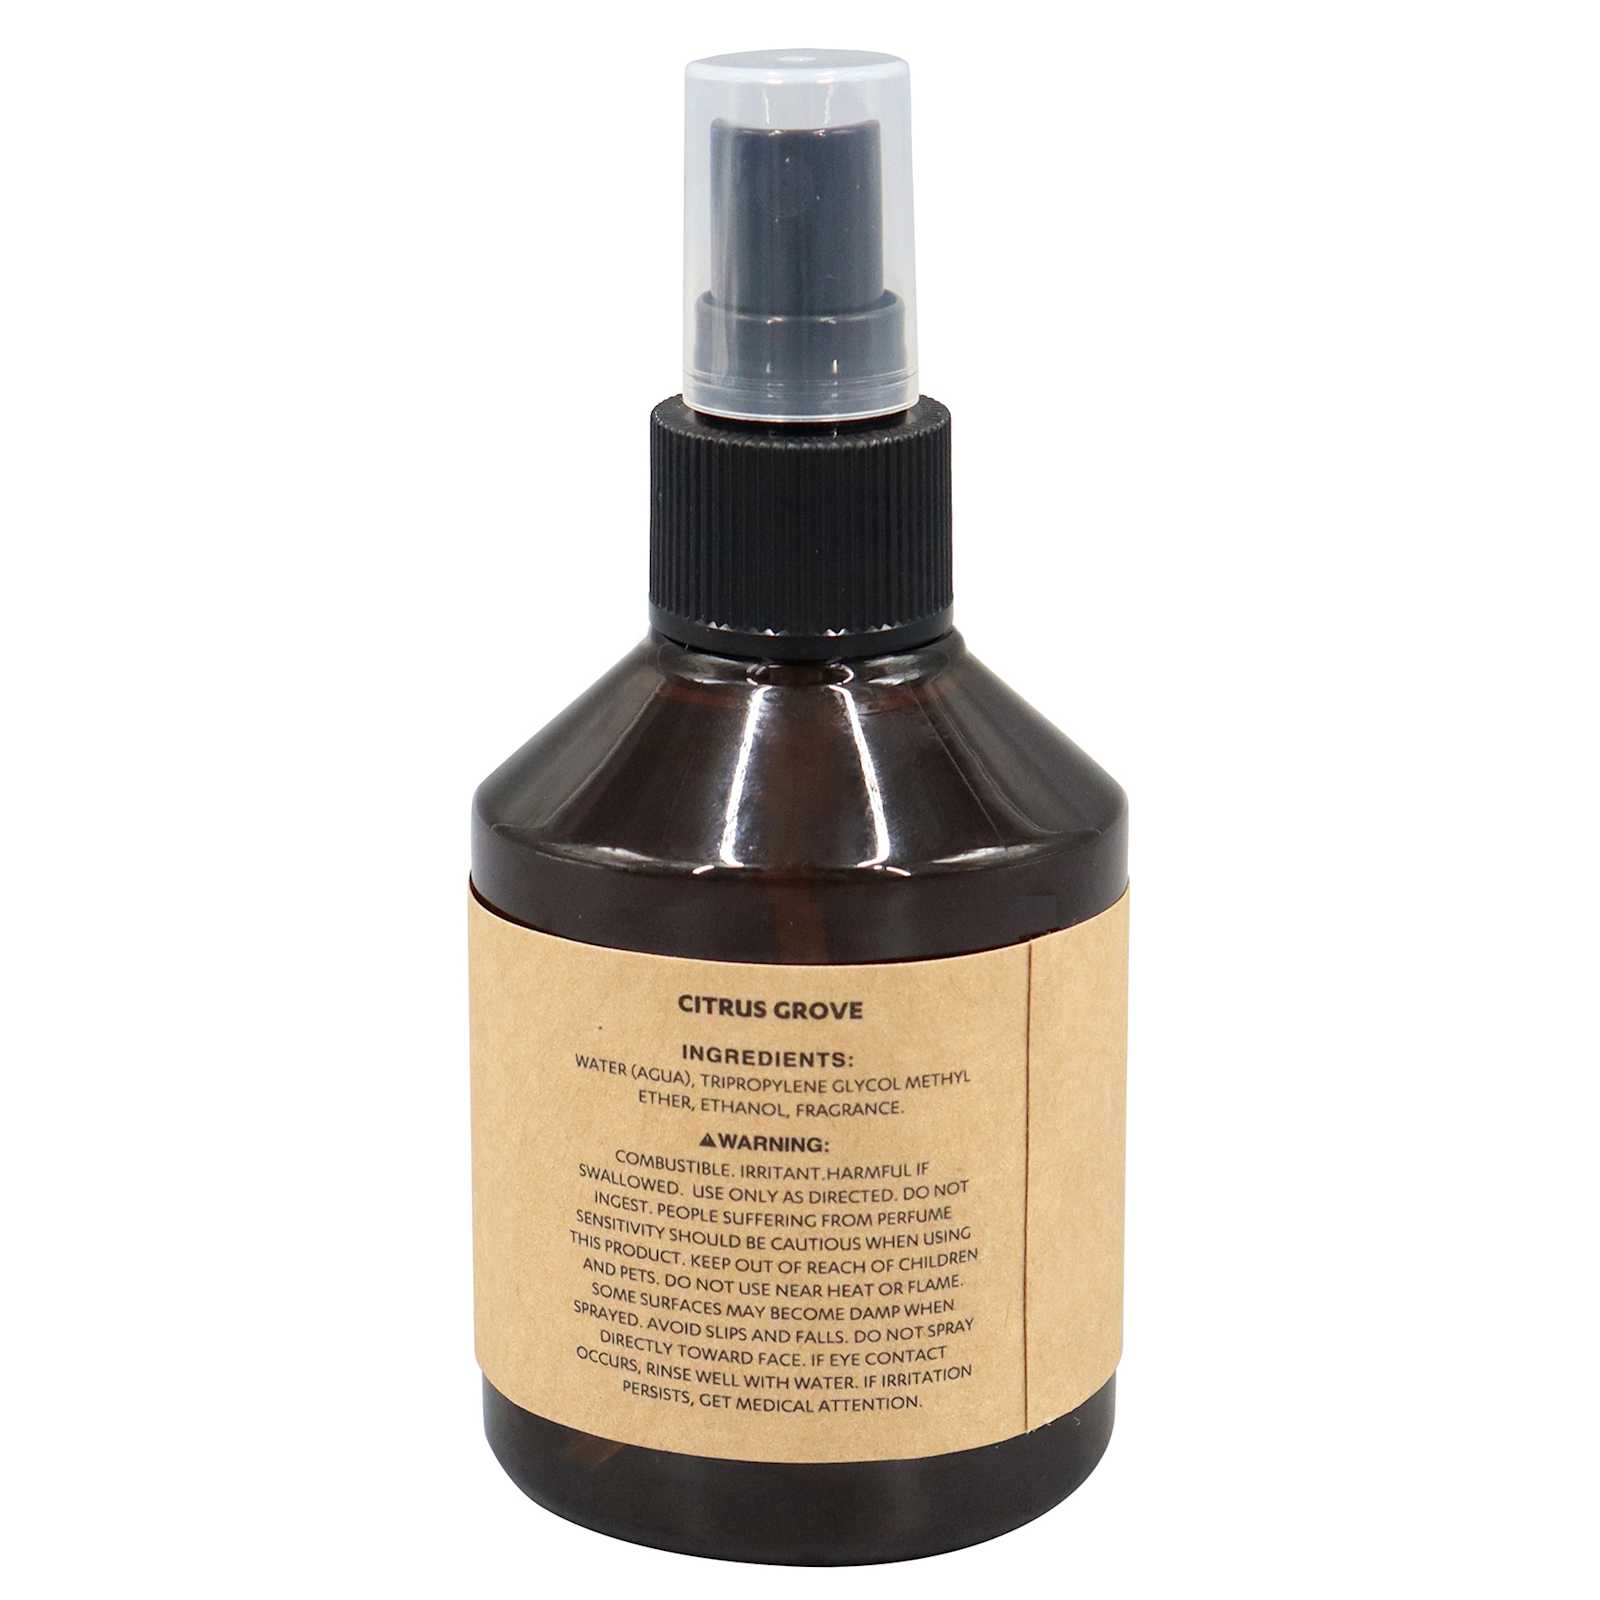 CITRUS GROVE
INGREDIENTS:
WATER (AGUA), TRIPROPYLENE GLYCOL METHYL
ETHER, ETHANOL, FRAGRANCE.
⚠WARNING:
COMBUSTIBLE. IRRITANT.HARMFUL IF
SWALLOWED. USE ONLY AS DIRECTED. DO NOT
INGEST. PEOPLE SUFFERING FROM PERFUME
SENSITIVITY SHOULD BE CAUTIOUS WHEN USING
THIS PRODUCT. KEEP OUT OF REACH OF CHILDREN
AND PETS. DO NOT USE NEAR HEAT OR FLAME.
SOME SURFACES MAY BECOME DAMP WHEN
SPRAYED. AVOID SLIPS AND FALLS. DO NOT SPRAY
DIRECTLY TOWARD FACE. IF EYE CONTACT
OCCURS, RINSE WELL WITH WATER. IF IRRITATION
PERSISTS, GET MEDICAL ATTENTION.